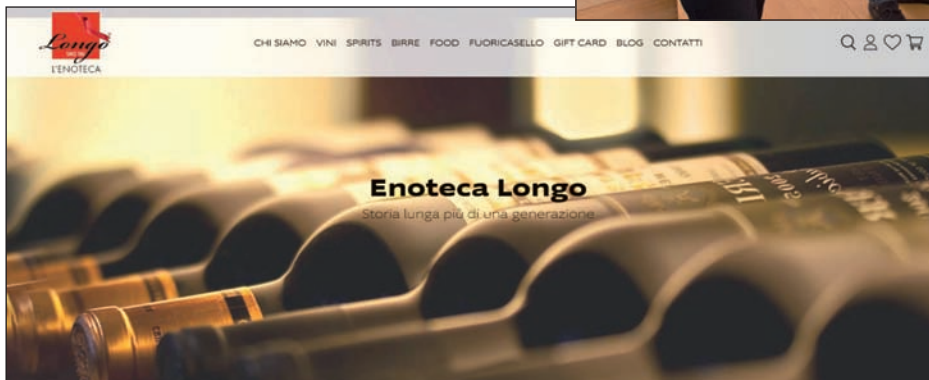 Longo
L'ENOTECA
CHI SIAMO VINI SPIRITS BIRRE FOOD FUORICASELLO GIFT CARD BLOG CONTATTI
Enoteca Longo
Storia lunga più di una generazione
2005